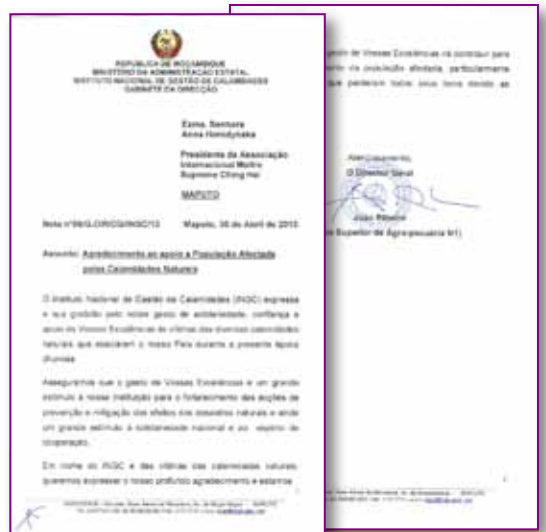 REPÚBLICA DE MOÇAMBIQUE
MINISTÉRIO DA ADMINISTRAÇÃO ESTATAL
INSTITUTO NACIONAL DE GESTÃO DE CALAMIDADES
GABINETE DA DIRECÇÃO
Exma. Senhora
Anna
Presidente da Associação
Internacional Meitre
Supreme Ching Hai
MAPUTO
Maputo, 30 de Abril de 2013
Assunto: Agradecimento ao apoio a População Afectada
pelas Calamidades Naturais
O Instituto Nacional de Gestão de Calamidades (INGC) expressa
a sua gratidão pelo nobre gesto de solidariedade, confiança e
apoio de Vossas Excelências às vítimas das diversas calamidades
naturais que assolaram o nosso País durante a presente época
chuvosa
Asseguramos que o gesto de Vossas Excelências é um grande
estímulo à nossa instituição para o fortalecimento das acções de
prevenção e mitigação dos efeitos dos desastres naturais e ainda
um grande estímulo à solidariedade nacional e ao espírito de
cooperação.
Em nome do INGC e das vítimas das calamidades naturais,
queremos expressar o nosso profundo agradecimento e estamos
gesto de Vossas Excelências irá contribuir para
da população afectada, particularmente
que perderam todos seus bens devido as
Atenciosamente,
O Director Geral
João Ribeiro
Superior de Agro-pecuária N1)